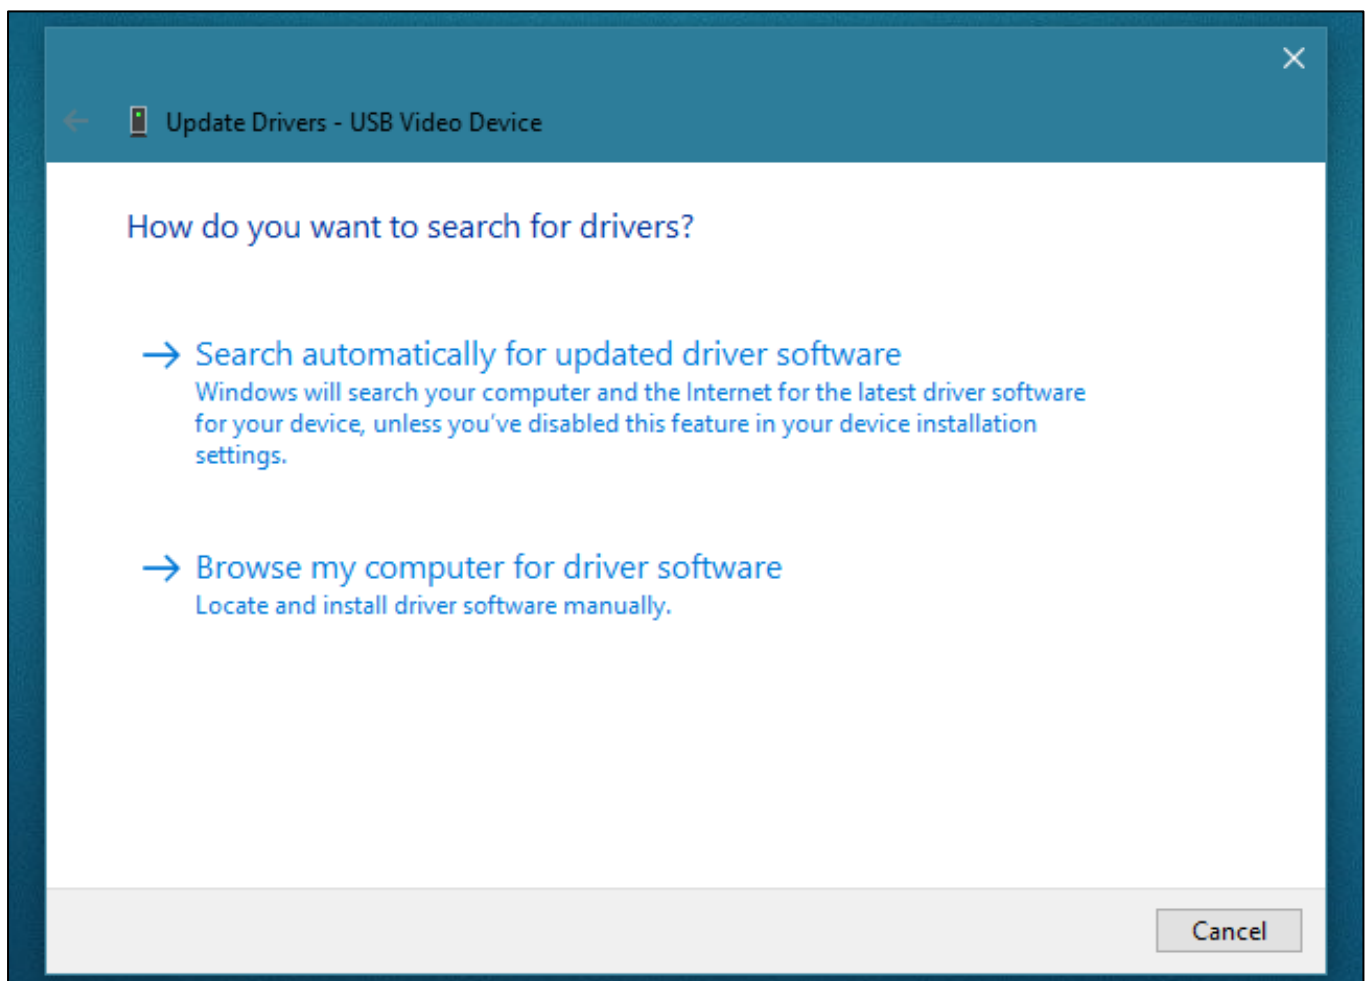 Update Drivers - USB Video Device
How do you want to search for drivers?
Search automatically for updated driver software
Windows will search your computer and the Internet for the latest driver software
for your device, unless you’ve disabled this feature in your device installation
settings.
Browse my computer for driver software
Locate and install driver software manually.
Cancel